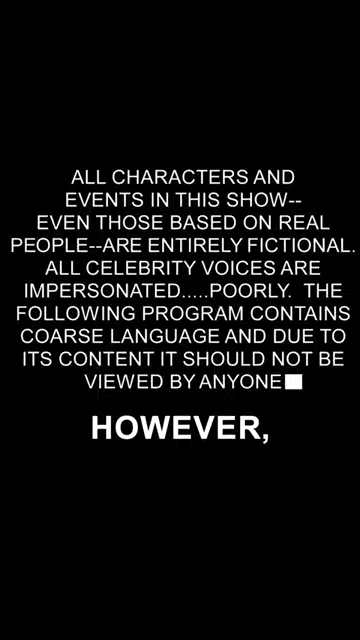 ALL CHARACTERS AND
EVENTS IN THIS SHOW--
EVEN THOSE BASED ON REAL
PEOPLE--ARE ENTIRELY FICTIONAL.
ALL CELEBRITY VOICES ARE
IMPERSONATED.....POORLY. THE
FOLLOWING PROGRAM CONTAINS
COARSE LANGUAGE AND DUE TO
ITS CONTENT IT SHOULD NOT BE
VIEWED BY ANYONE
HOWEVER,